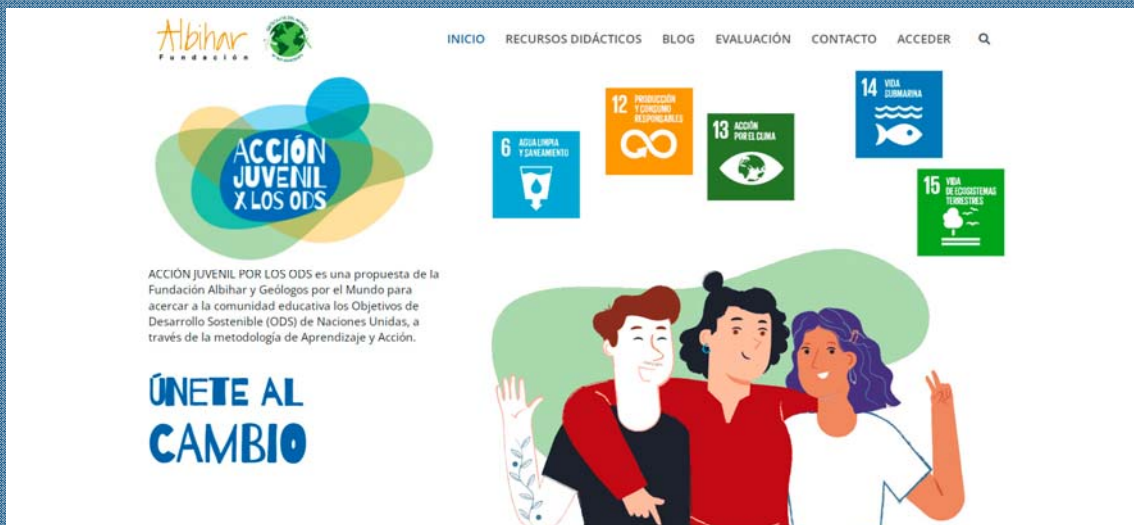 Albihar
Fundación
INICIO RECURSOS DIDÁCTICOS BLOG EVALUACIÓN CONTACTO ACCEDER
ACCIÓN
JUVENIL
X LOS ODS
6 AGUA LIMPIA
Y SANEAMIENTO
12 PRODUCCIÓN
Y CONSUMO
RESPONSABLES
13 ACCIÓN
POR EL CLIMA
14 VIDA
SUBMARINA
15 VIDA
DE ECOSISTEMAS
TERRESTRES
ACCIÓN JUVENIL POR LOS ODS es una propuesta de la
Fundación Albihar y Geólogos por el Mundo para
acercar a la comunidad educativa los Objetivos de
Desarrollo Sostenible (ODS) de Naciones Unidas, a
través de la metodología de Aprendizaje y Acción.
ÚNETE AL
CAMBIO